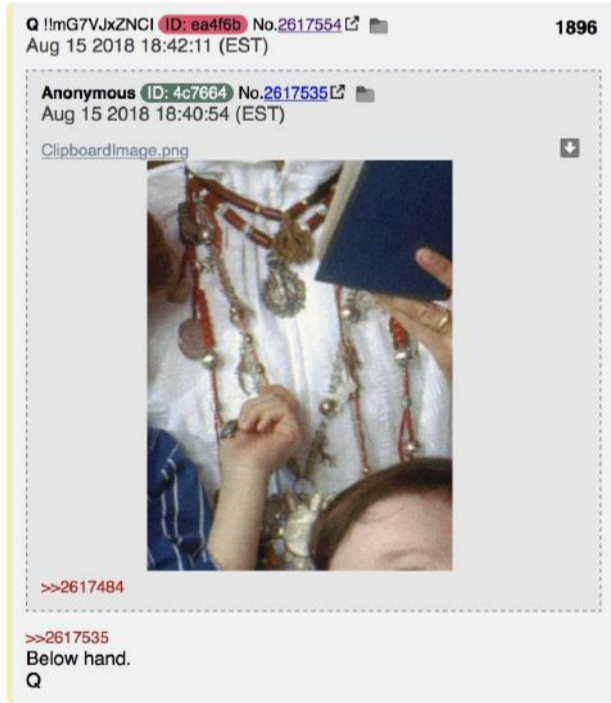 Q !!mG7VJxZNCI ID: ea4f6b No.2617554 1896
Aug 15 2018 18:42:11 (EST)
Anonymous ID: 4c7664 No.2617535
Aug 15 2018 18:40:54 (EST)
ClipboardImage.png
>>2617484
>>2617535
Below hand.
Q